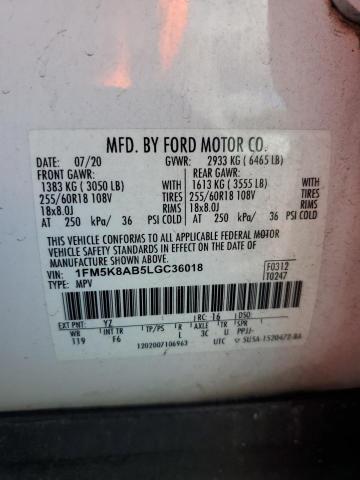 MFD. BY FORD MOTOR CO.
DATE: 07/20 GVWR: 2933 KG ( 6465 LB)
FRONT GAWR: REAR GAWR:
1383 KG ( 3050 LB) WITH 1613 KG ( 3555 LB) WITH
255/60R18 108V TIRES 255/60R18 108V TIRES
18x8.0J RIMS 18x8.0J RIMS
AT 250 kPa/ 36 PSI COLD AT 250 kPa/ 36 PSI COLD
THIS VEHICLE CONFORMS TO ALL APPLICABLE FEDERAL MOTOR
VEHICLE SAFETY STANDARDS IN EFFECT ON THE DATE OF
MANUFACTURE SHOWN ABOVE.
VIN: 1FM5K8AB5LGC36018
TYPE: MPV
F0312
T0247
EXT PNT: YZ RC: 16 DSO:
WB INT TR TP/PS R AXLE TR SPR
119 F6 L 3C U PPJJ-
1202007106963 UTC 5U5A-1520472-BA